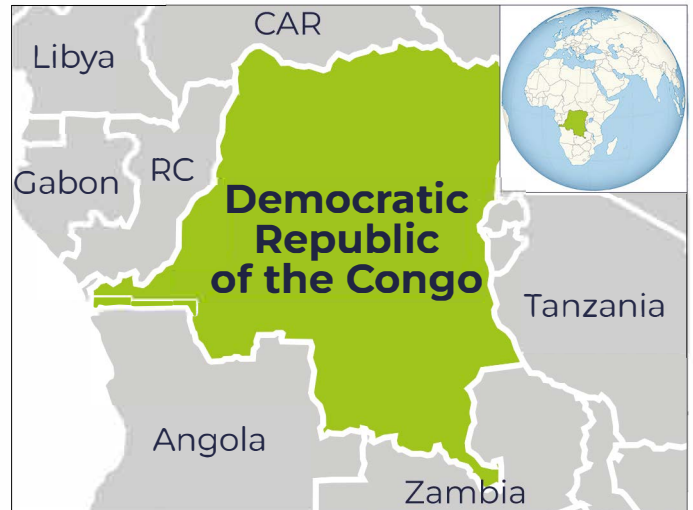 CAR
Libya
Gabon
RC
Democratic
Republic
of the Congo
Tanzania
Angola
Zambia